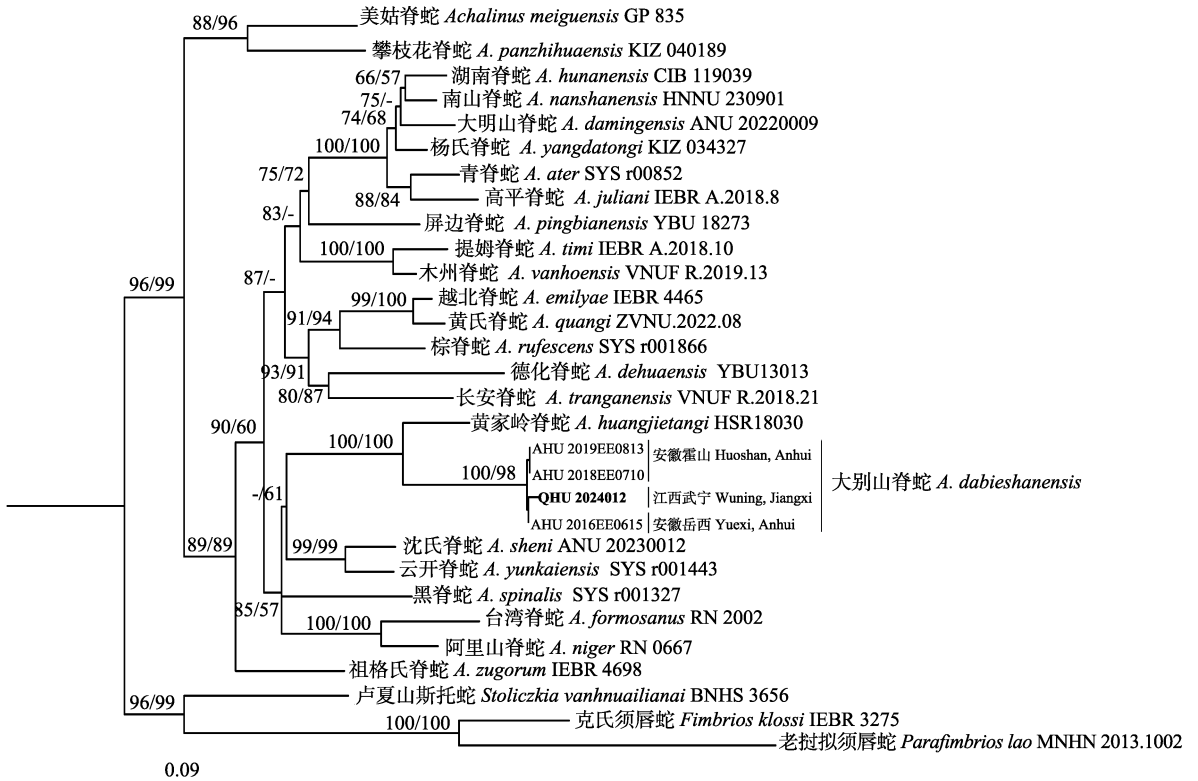 美姑脊蛇 Achalinus meiguensis GP 835
88/96
攀枝花脊蛇 A. panzhihuaensis KIZ 040189
66/57
湖南脊蛇 A. hunanensis CIB 119039
75/-
南山脊蛇 A. nanshanensis HNNU 230901
74/68
大明山脊蛇 A. damingensis ANU 20220009
100/100
杨氏脊蛇 A. yangdatongi KIZ 034327
75/72
青脊蛇 A. ater SYS r00852
88/84
高平脊蛇 A. juliani IEBR A.2018.8
83/-
屏边脊蛇 A. pingbianensis YBU 18273
100/100
提姆脊蛇 A. timi IEBR A.2018.10
木州脊蛇 A. vanhoensis VNUF R.2019.13
96/99
87/-
99/100
越北脊蛇 A. emilyae IEBR 4465
91/94
黄氏脊蛇 A. quangi ZVNU.2022.08
棕脊蛇 A. rufescens SYS r001866
93/91
德化脊蛇 A. dehuaensis YBU13013
80/87
长安脊蛇 A. tranganensis VNUF R.2018.21
90/60
黄家岭脊蛇 A. huangjietangi HSR18030
100/100
AHU 2019EE0813
安徽霍山 Huoshan, Anhui
100/98
AHU 2018EE0710
大别山脊蛇 A. dabieshanensis
-/61
QHU 2024012
江西武宁 Wuning, Jiangxi
AHU 2016EE0615
安徽岳西 Yuexi, Anhui
89/89
99/99
沈氏脊蛇 A. sheni ANU 20230012
云开脊蛇 A. yunkaiensis SYS r001443
85/57
黑脊蛇 A. spinalis SYS r001327
100/100
台湾脊蛇 A. formosanus RN 2002
阿里山脊蛇 A. niger RN 0667
祖格氏脊蛇 A. zugorum IEBR 4698
96/99
卢夏山斯托蛇 Stoliczkia vanhnuailianai BNHS 3656
100/100
克氏须唇蛇 Fimbrios klossi IEBR 3275
老挝拟须唇蛇 Parafimbrios lao MNHN 2013.1002
0.09